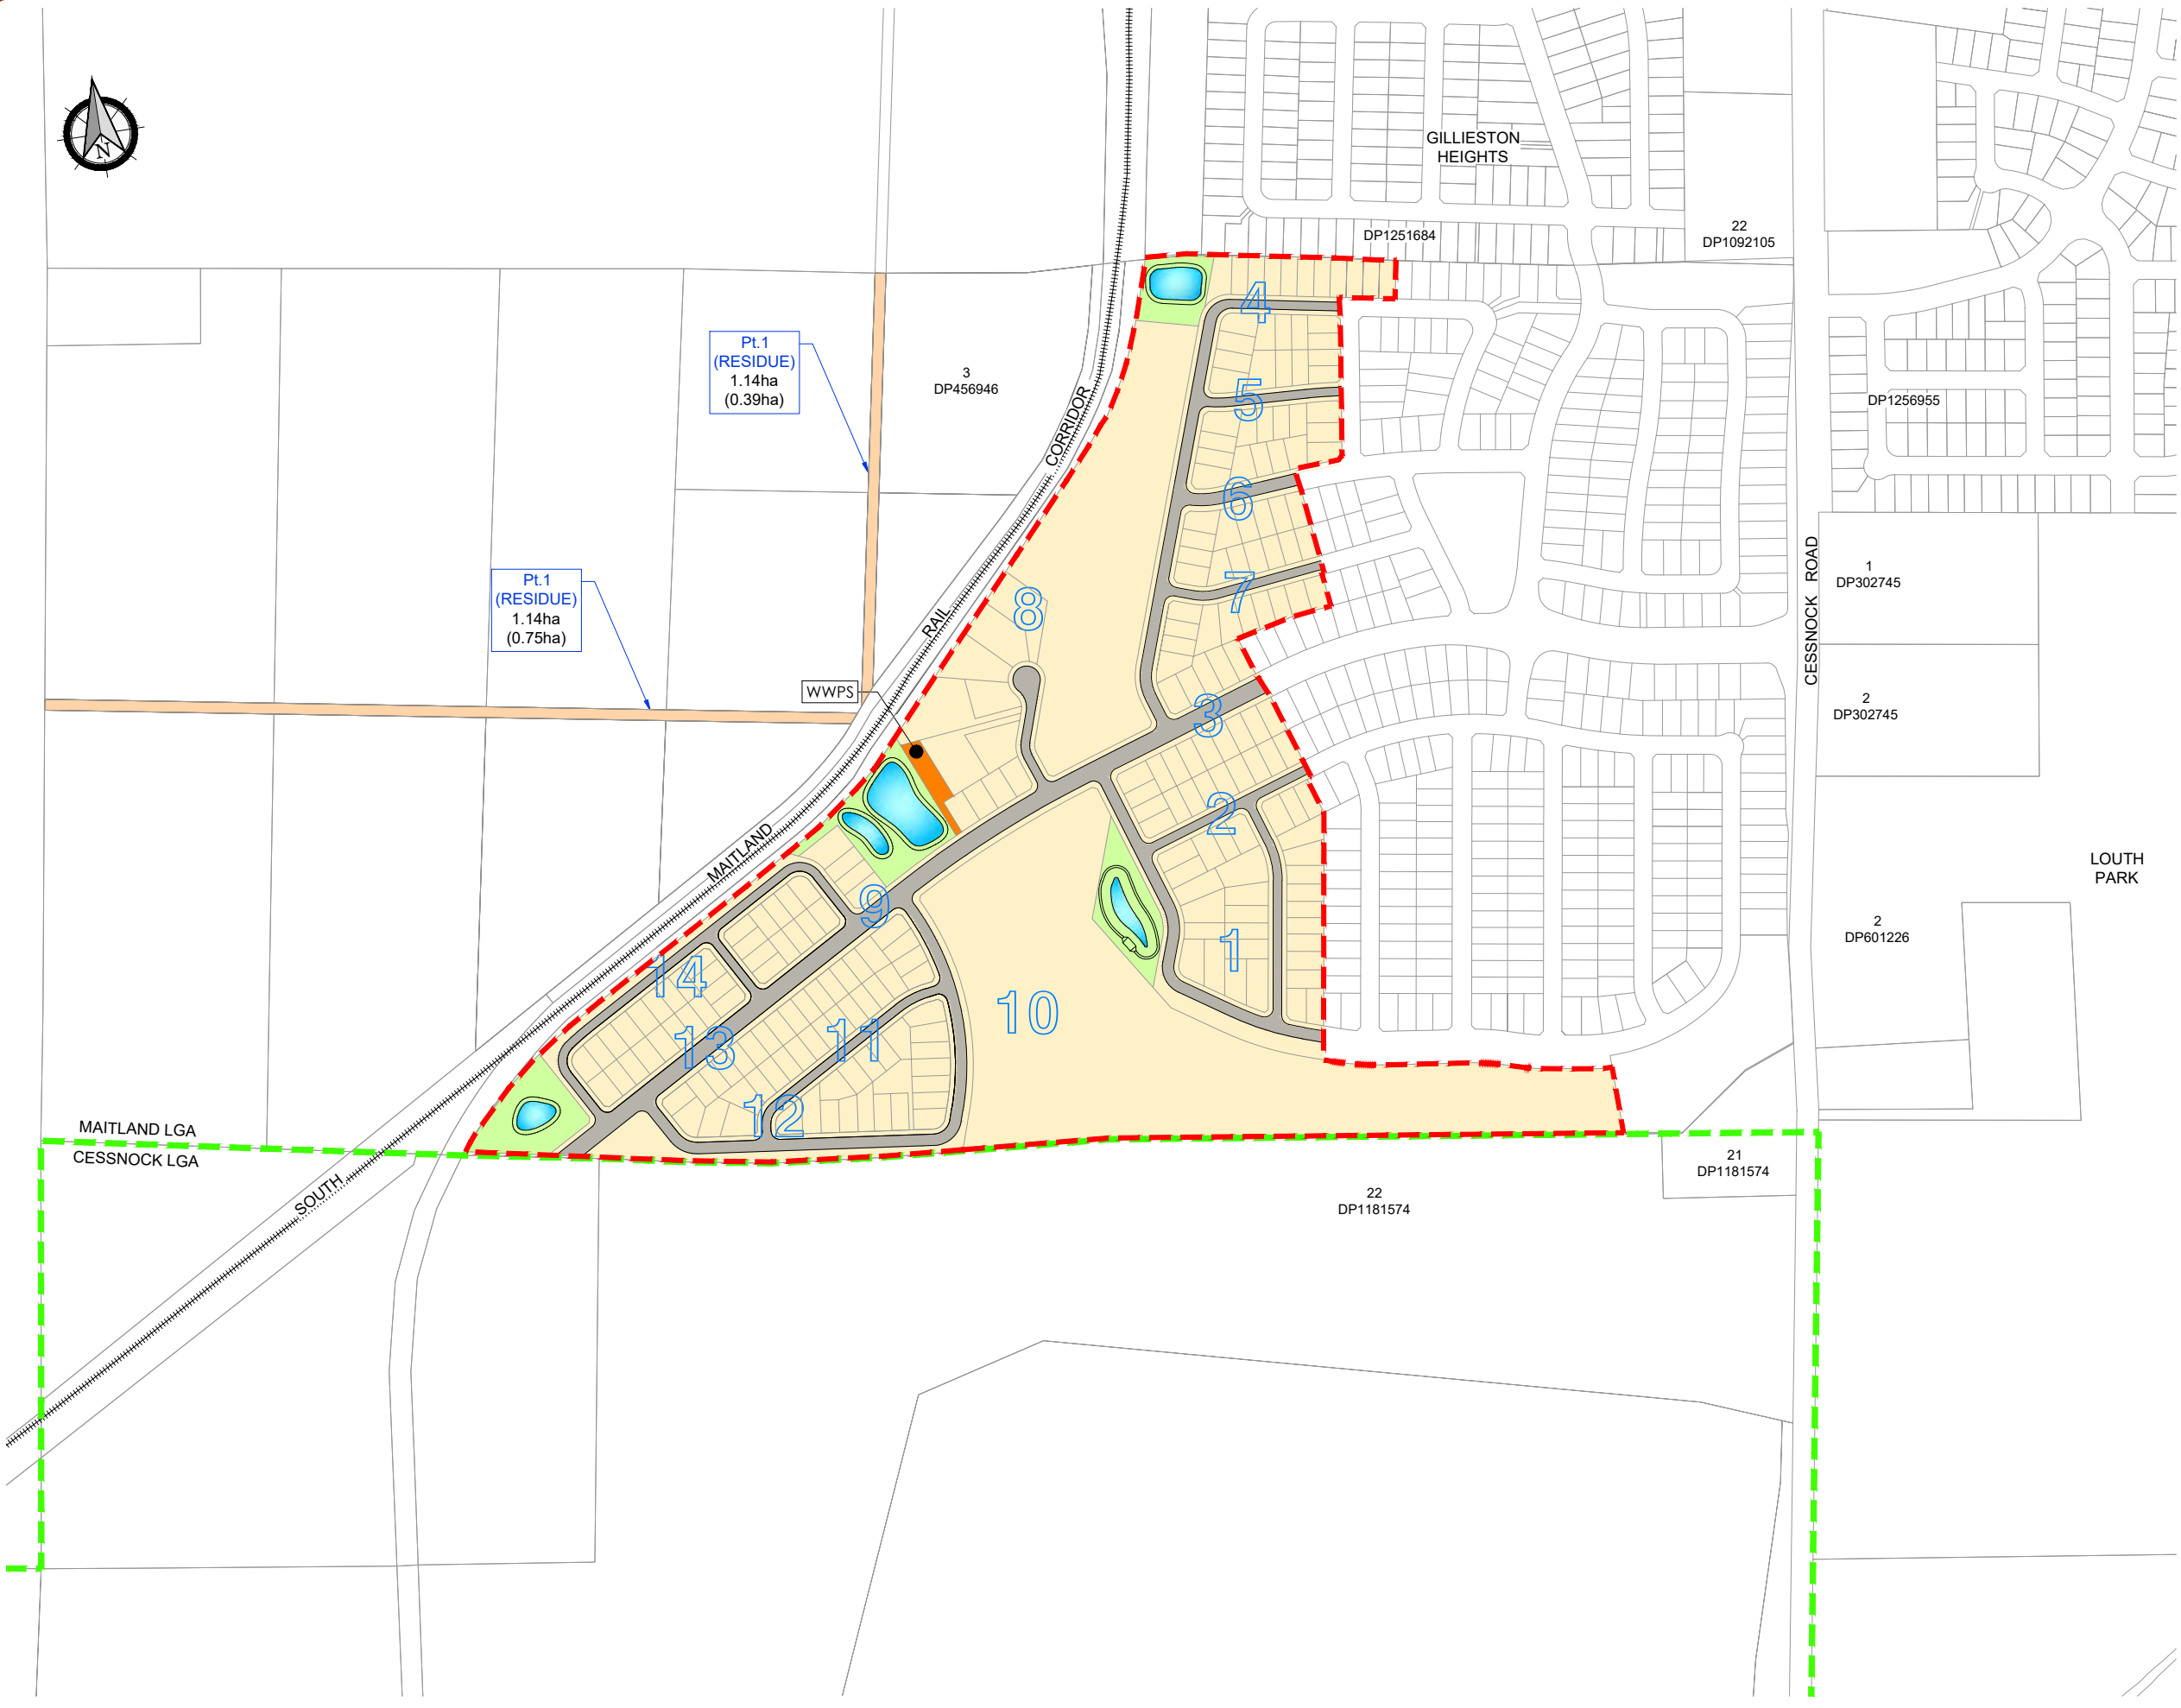 GILLIESTON
HEIGHTS
N
DP1251684
22
DP1092105
4
Pt.1
(RESIDUE)
1.14ha
(0.39ha)
3
DP456946
5
DP1256955
CORRIDOR
6
7
CESSNOCK ROAD
1
DP302745
Pt.1
(RESIDUE)
1.14ha
(0.75ha)
8
RAIL
WWPS
3
2
DP302745
2
MAITLAND
LOUTH
PARK
9
1
2
DP601226
14
10
13
11
12
MAITLAND LGA
CESSNOCK LGA
SOUTH
21
DP1181574
22
DP1181574